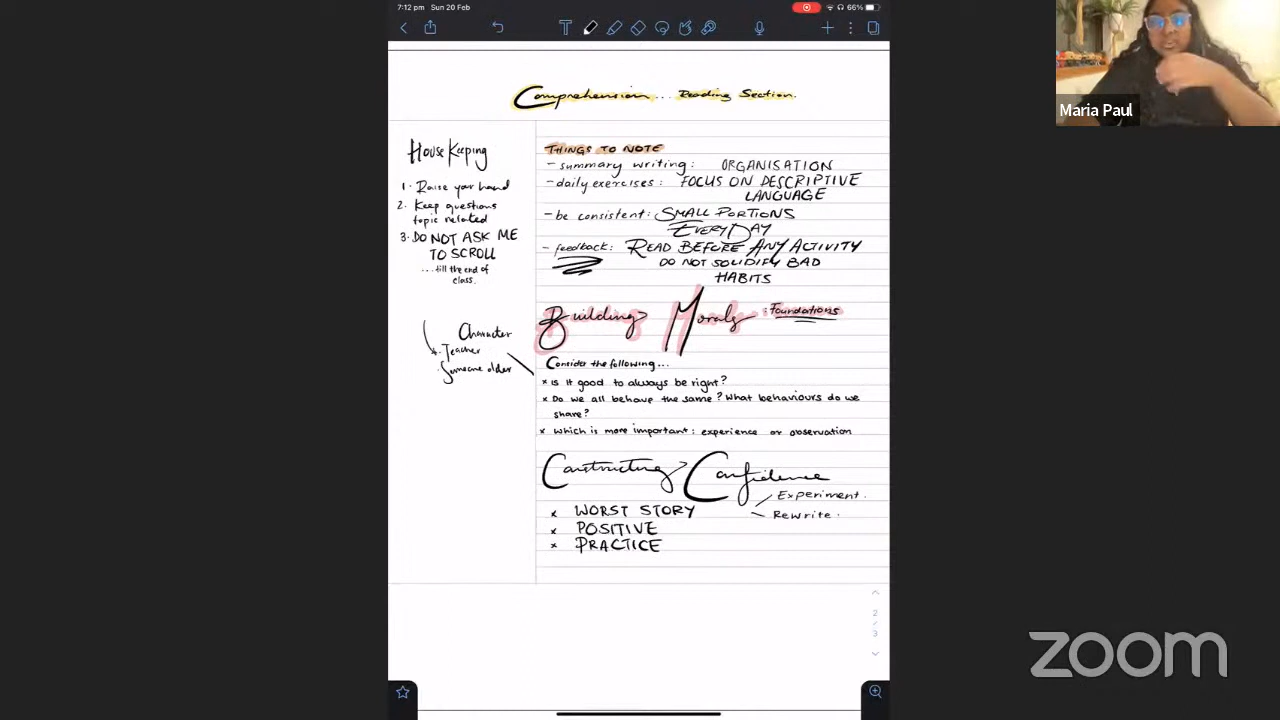 7:12 pm Sun 20 Feb
66%
Comprehension... Reading Section.
House Keeping
1. Raise your hand
2. Keep questions
topic related
3. DO NOT ASK ME
TO SCROLL
...till the end of
class.
Character
Teacher
Someone older
THINGS TO NOTE
- summary writing: ORGANISATION
- daily exercises: FOCUS ON DESCRIPTIVE
LANGUAGE
- be consistent: SMALL PORTIONS
EVERY DAY
- feedback: READ BEFORE ANY ACTIVITY
DO NOT SOLIDIFY BAD
HABITS
Building Morals: Foundations
Consider the following...
x Is it good to always be right?
x Do we all behave the same? What behaviours do we
share?
x which is more important: experience or observation
Constructing Confidence
Experiment.
Rewrite.
x WORST STORY
x POSITIVE
x PRACTICE
2
/
3
Maria Paul
zoom